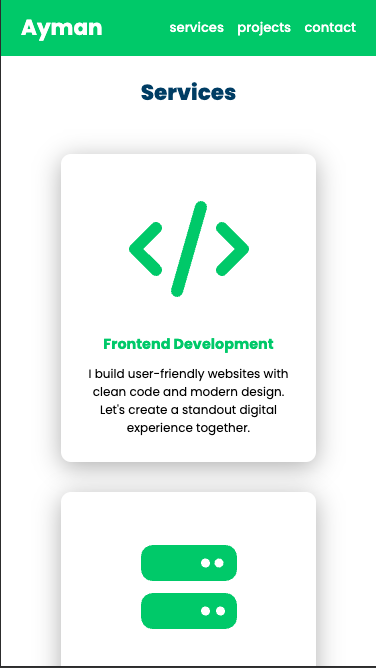 Ayman
services projects contact
Services
Frontend Development
I build user-friendly websites with
clean code and modern design.
Let's create a standout digital
experience together.